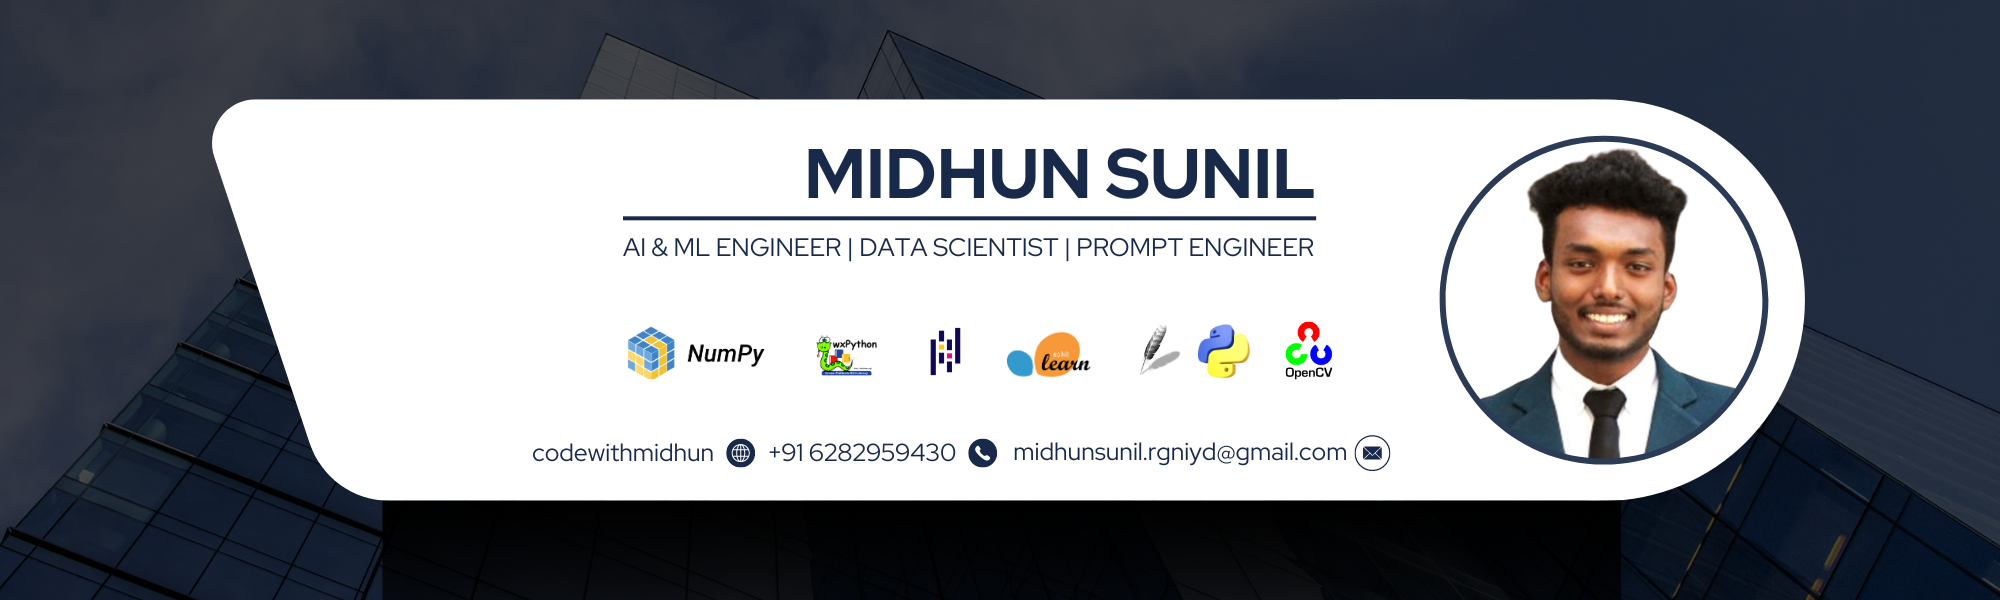 MIDHUN SUNIL
AI & ML ENGINEER | DATA SCIENTIST | PROMPT ENGINEER
NumPy
wxPython
scikit
learn
OpenCV
codewithmidhun +91 6282959430 midhunsunil.rgniyd@gmail.com